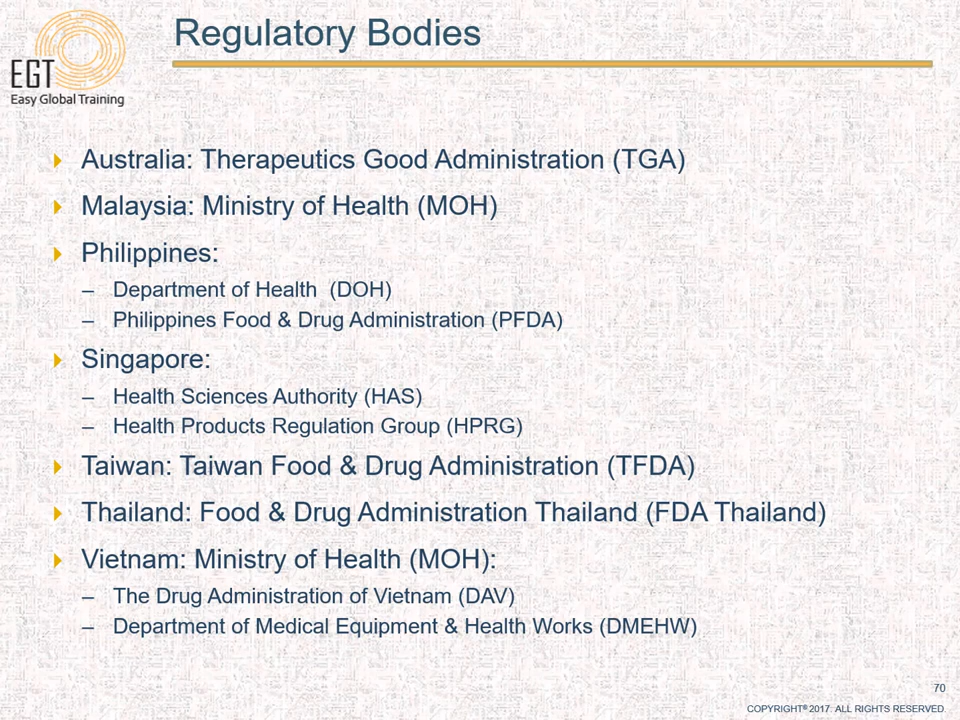 Regulatory Bodies
EGT
Easy Global Training
Australia: Therapeutics Good Administration (TGA)
Malaysia: Ministry of Health (MOH)
Philippines:
– Department of Health (DOH)
– Philippines Food & Drug Administration (PFDA)
Singapore:
– Health Sciences Authority (HAS)
– Health Products Regulation Group (HPRG)
Taiwan: Taiwan Food & Drug Administration (TFDA)
Thailand: Food & Drug Administration Thailand (FDA Thailand)
Vietnam: Ministry of Health (MOH):
– The Drug Administration of Vietnam (DAV)
– Department of Medical Equipment & Health Works (DMEHW)
70
COPYRIGHT® 2017. ALL RIGHTS RESERVED.